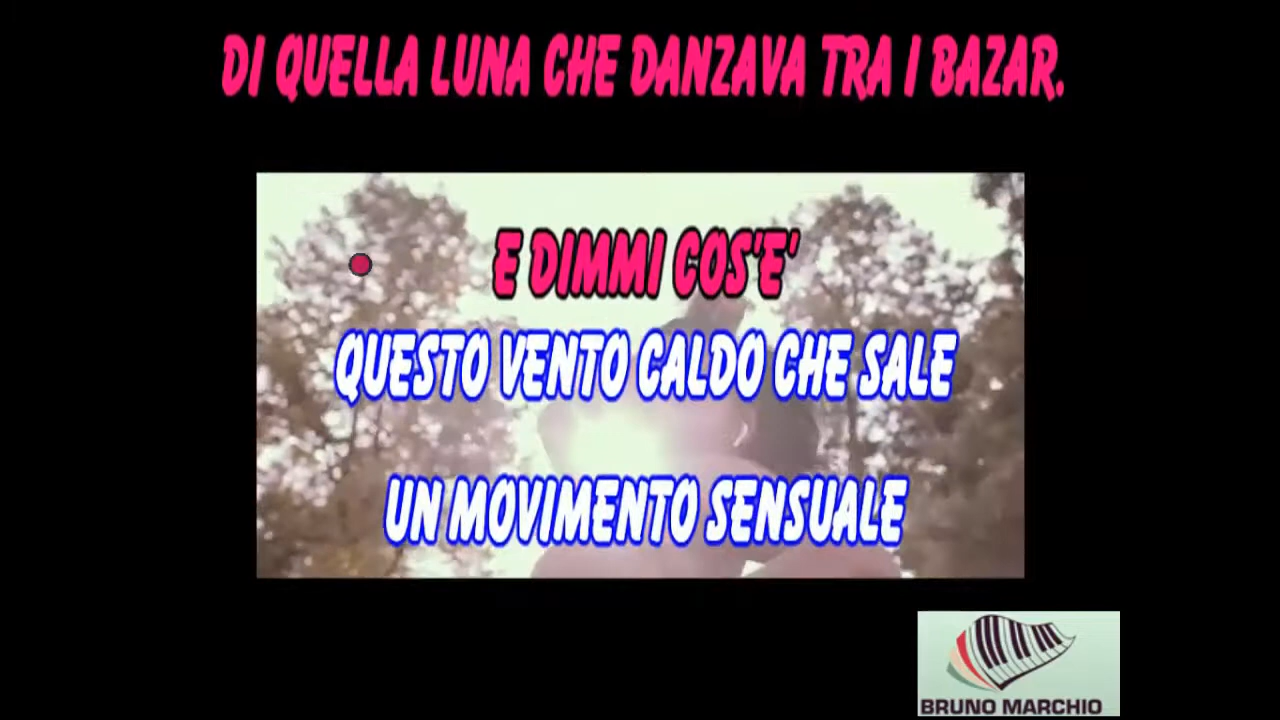 DI QUELLA LUNA CHE DANZAVA TRA I BAZAR.
E DIMMI COS'E'
QUESTO VENTO CALDO CHE SALE
UN MOVIMENTO SENSUALE
BRUNO MARCHIO